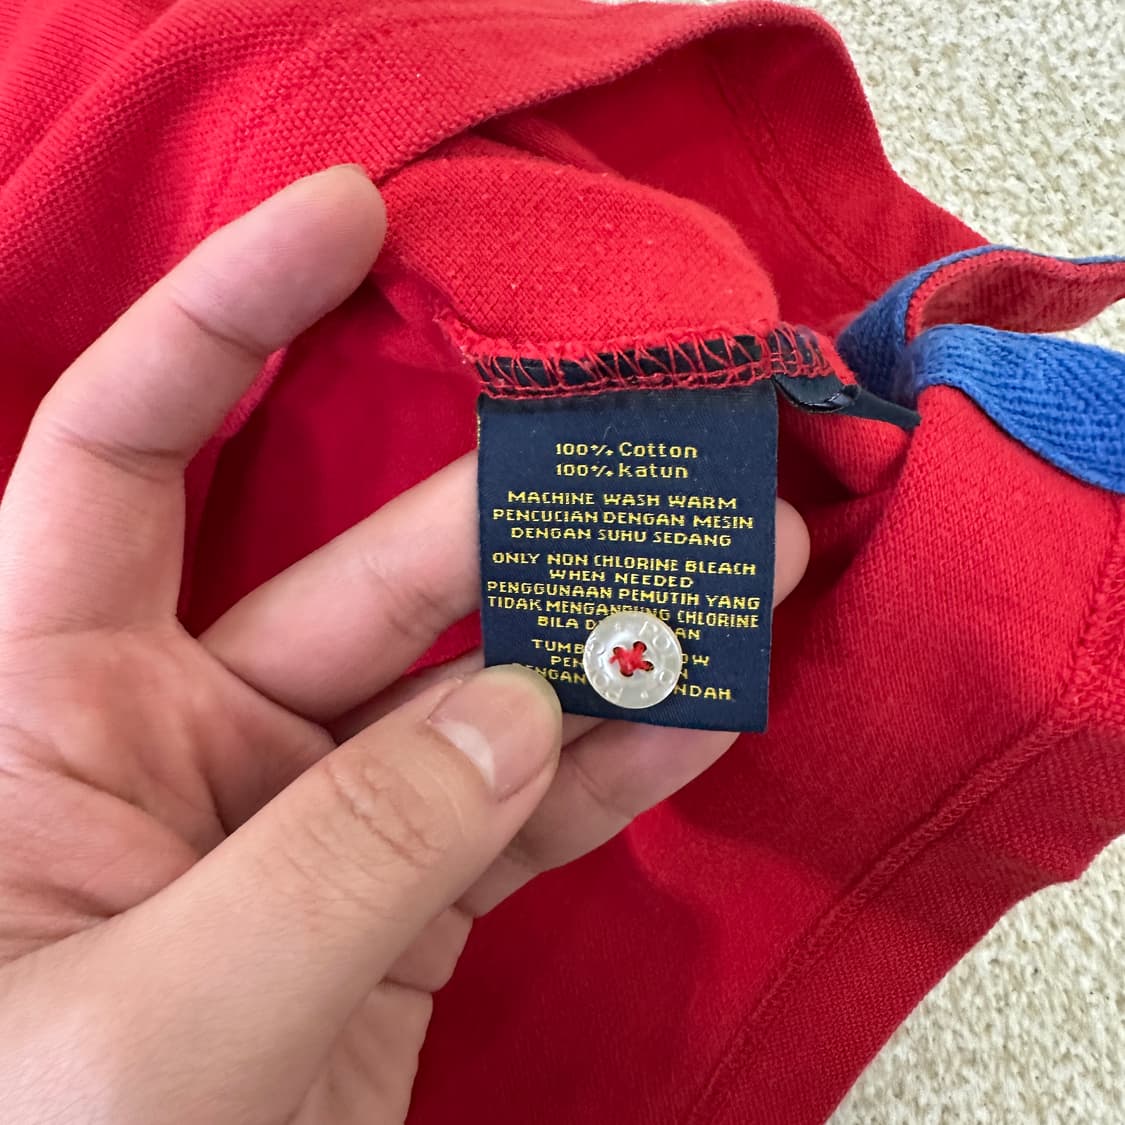 100% Cotton
100% Katun
MACHINE WASH WARM
PENCUCIAN DENGAN MESIN
DENGAN SUHU SEDANG
ONLY NON CHLORINE BLEACH
WHEN NEEDED
PENGGUNAAN PEMUTIH YANG
TIDAK MENGANDUNG CHLORINE
BILA